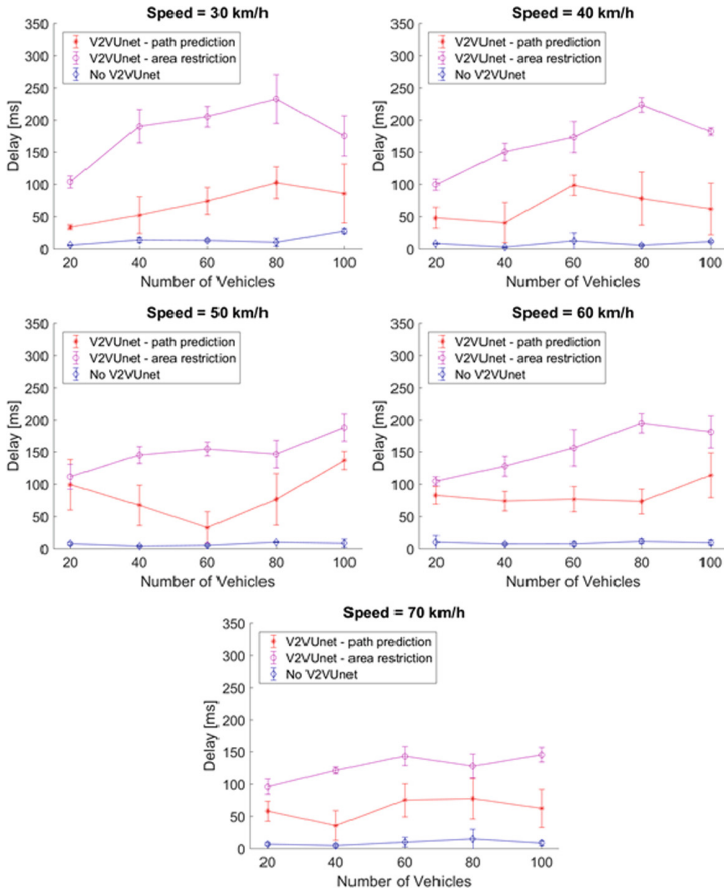 Speed = 30 km/h
V2VUnet - path prediction
V2VUnet - area restriction
No V2VUnet
Delay [ms]
350
300
250
200
150
100
50
0
20 40 60 80 100
Number of Vehicles
Speed = 40 km/h
V2VUnet - path prediction
V2VUnet - area restriction
No V2VUnet
Delay [ms]
350
300
250
200
150
100
50
0
20 40 60 80 100
Number of Vehicles
Speed = 50 km/h
V2VUnet - path prediction
V2VUnet - area restriction
No V2VUnet
Delay [ms]
350
300
250
200
150
100
50
0
20 40 60 80 100
Number of Vehicles
Speed = 60 km/h
V2VUnet - path prediction
V2VUnet - area restriction
No V2VUnet
Delay [ms]
350
300
250
200
150
100
50
0
20 40 60 80 100
Number of Vehicles
Speed = 70 km/h
V2VUnet - path prediction
V2VUnet - area restriction
No V2VUnet
Delay [ms]
350
300
250
200
150
100
50
0
20 40 60 80 100
Number of Vehicles